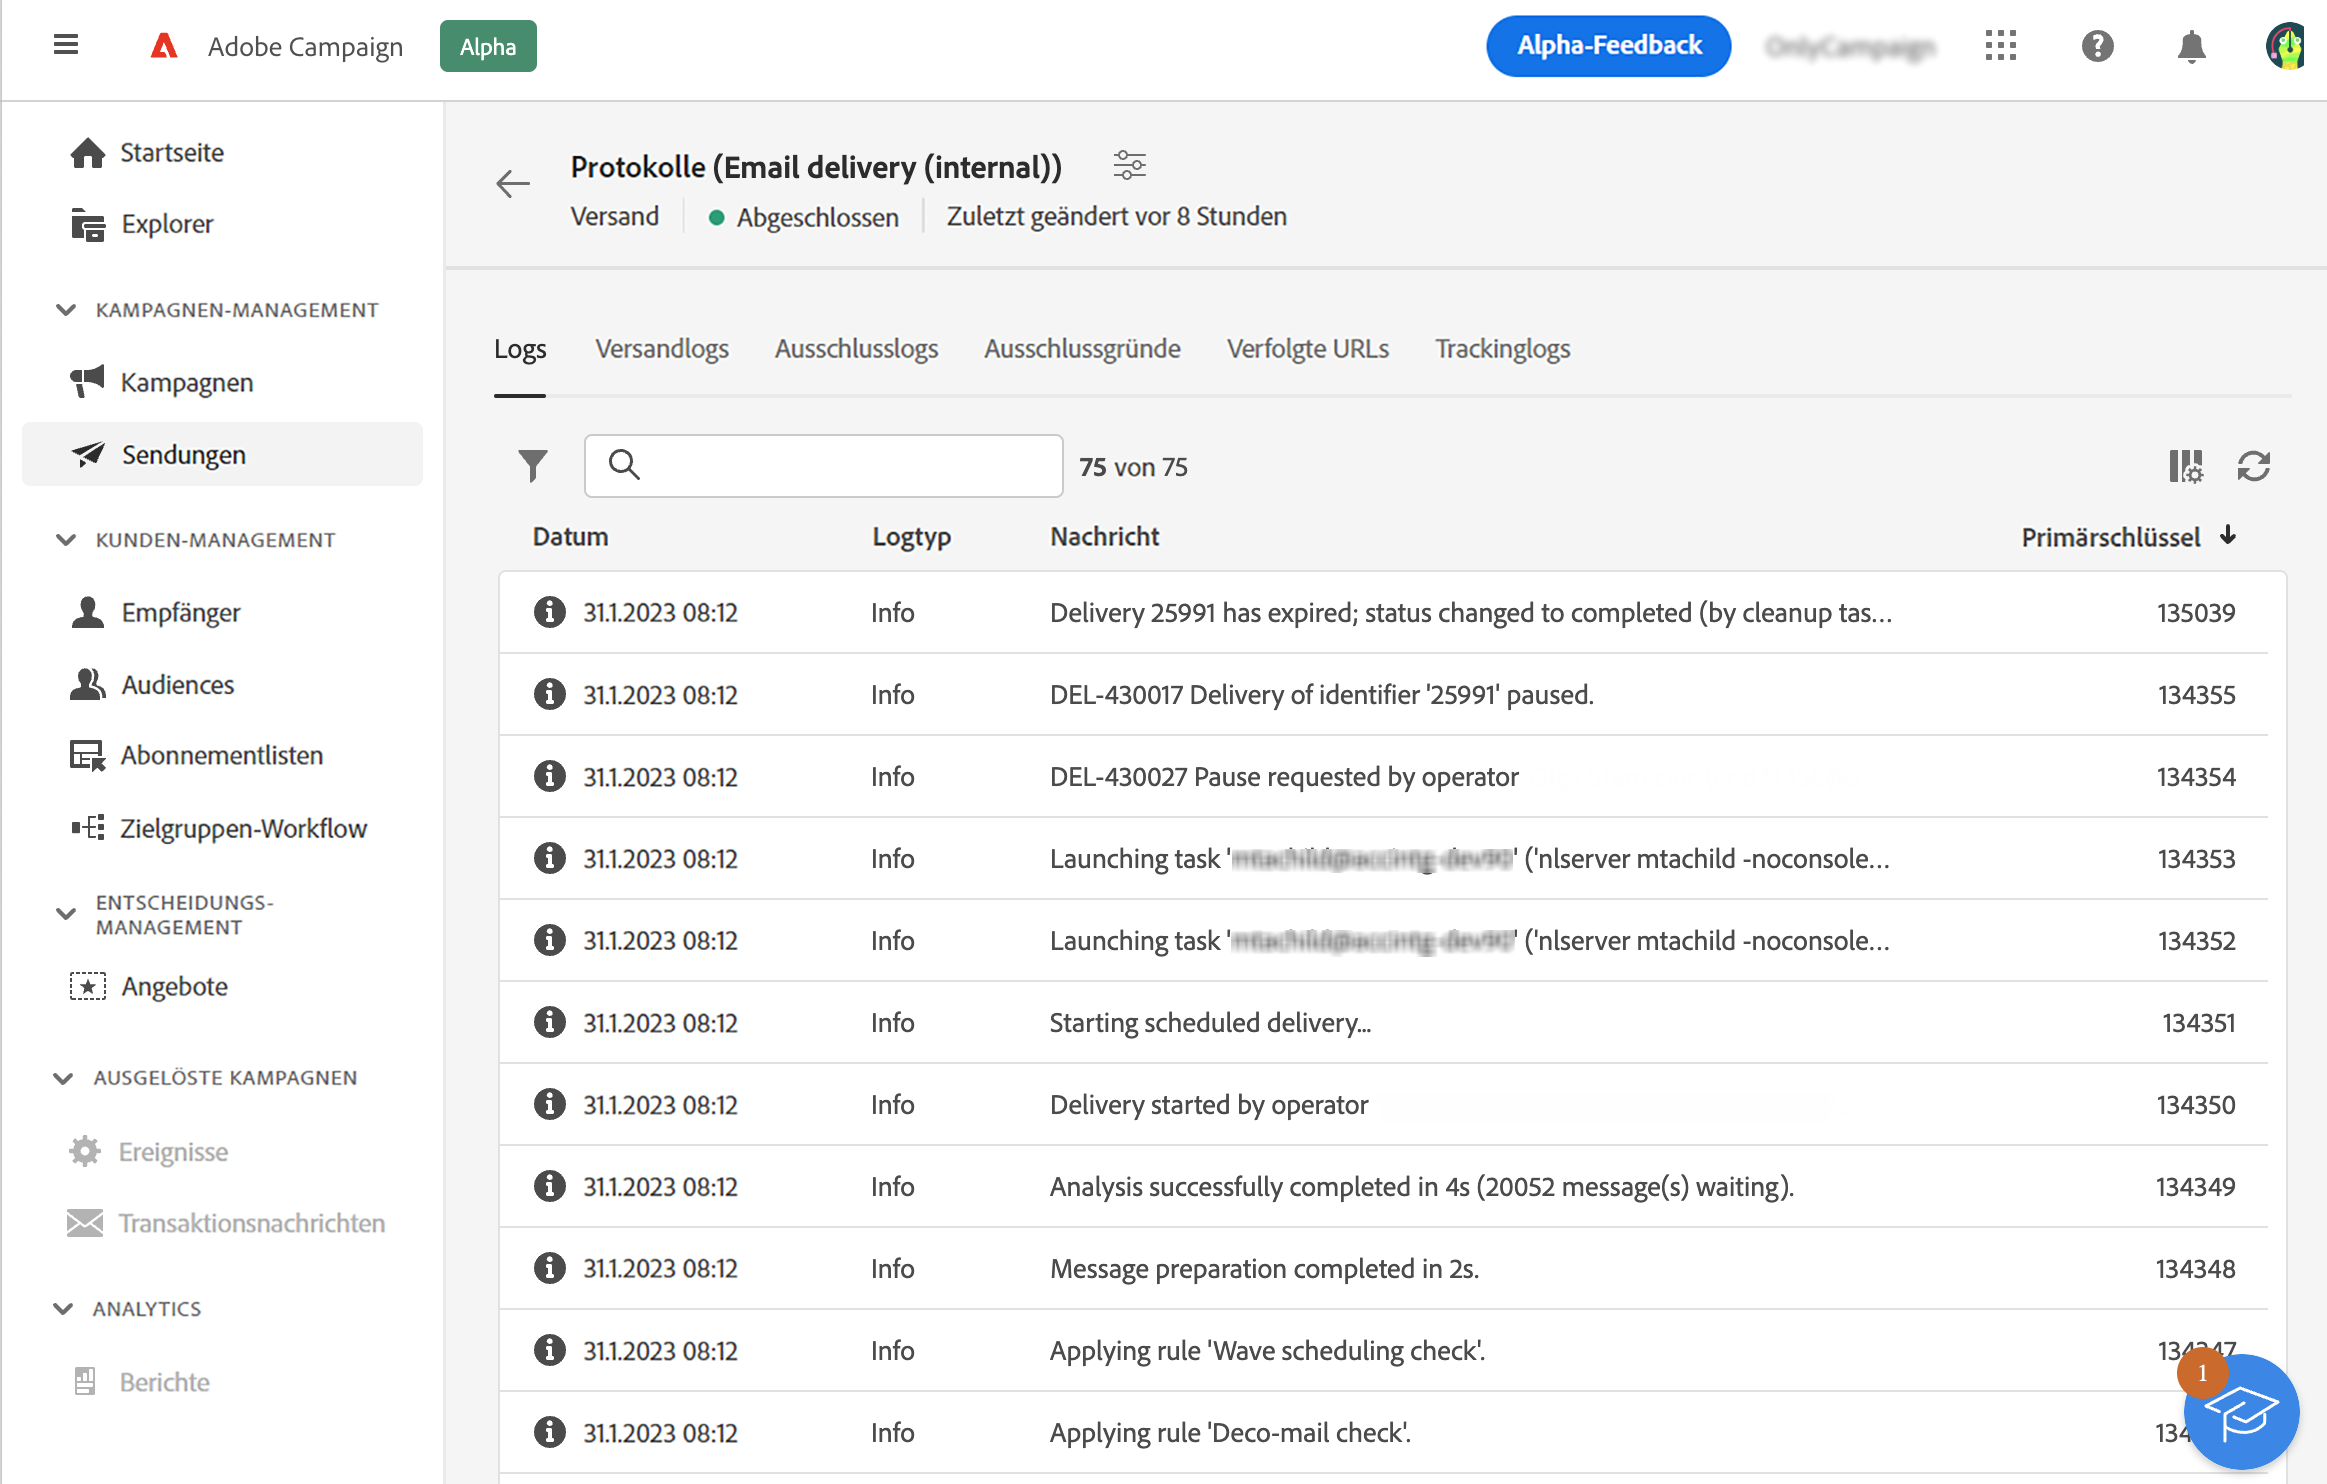 Adobe Campaign
Alpha
Alpha-Feedback
Startseite
Explorer
KAMPAGNEN-MANAGEMENT
Kampagnen
Sendungen
KUNDEN-MANAGEMENT
Empfänger
Audiences
Abonnementlisten
Zielgruppen-Workflow
ENTSCHEIDUNGS-
MANAGEMENT
Angebote
AUSGELÖSTE KAMPAGNEN
Ereignisse
Transaktionsnachrichten
ANALYTICS
Berichte
Protokolle (Email delivery (internal))
Versand Abgeschlossen Zuletzt geändert vor 8 Stunden
Logs Versandlogs Ausschlusslogs Ausschlussgründe Verfolgte URLs Trackinglogs
75 von 75
Datum Logtyp Nachricht Primärschlüssel
31.1.2023 08:12 Info Delivery 25991 has expired; status changed to completed (by cleanup tas... 135039
31.1.2023 08:12 Info DEL-430017 Delivery of identifier '25991' paused. 134355
31.1.2023 08:12 Info DEL-430027 Pause requested by operator 134354
31.1.2023 08:12 Info Launching task ' ' ('nlserver mtachild -noconsole... 134353
31.1.2023 08:12 Info Launching task ' ' ('nlserver mtachild -noconsole... 134352
31.1.2023 08:12 Info Starting scheduled delivery... 134351
31.1.2023 08:12 Info Delivery started by operator 134350
31.1.2023 08:12 Info Analysis successfully completed in 4s (20052 message(s) waiting). 134349
31.1.2023 08:12 Info Message preparation completed in 2s. 134348
31.1.2023 08:12 Info Applying rule 'Wave scheduling check'. 134347
31.1.2023 08:12 Info Applying rule 'Deco-mail check'.
1